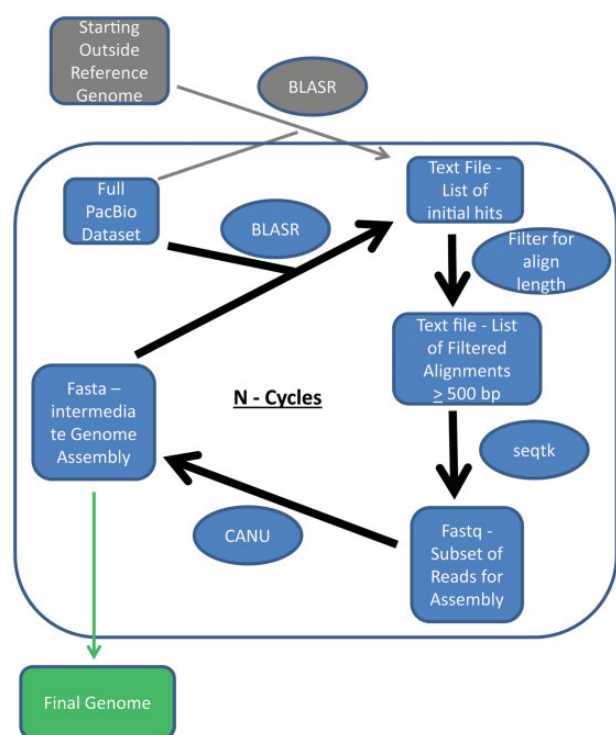 Starting
Outside
Reference
Genome
BLASR
Full
PacBio
Dataset
BLASR
Text File -
List of
initial hits
Filter for
align
length
Text file - List
of Filtered
Alignments
≥ 500 bp
Fasta –
intermedia
te Genome
Assembly
N - Cycles
seqtk
CANU
Fastq -
Subset of
Reads for
Assembly
Final Genome